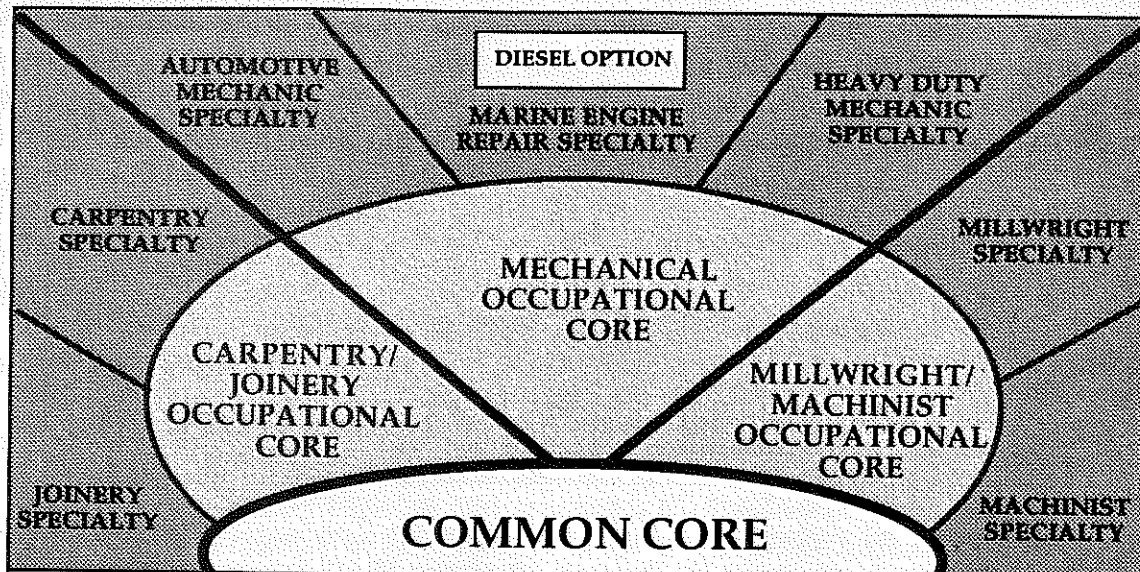 DIESEL OPTION
AUTOMOTIVE
MECHANIC
SPECIALTY
MARINE ENGINE
REPAIR SPECIALTY
HEAVY DUTY
MECHANIC
SPECIALTY
CARPENTRY
SPECIALTY
MILLWRIGHT
SPECIALTY
MECHANICAL
OCCUPATIONAL
CORE
CARPENTRY/
JOINERY
OCCUPATIONAL
CORE
MILLWRIGHT/
MACHINIST
OCCUPATIONAL
CORE
JOINERY
SPECIALTY
MACHINIST
SPECIALTY
COMMON CORE